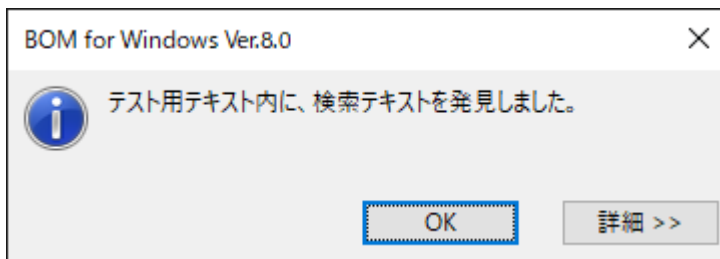 BOM for Windows Ver.8.0
テスト用テキスト内に、検索テキストを発見しました。
OK
詳細 >>